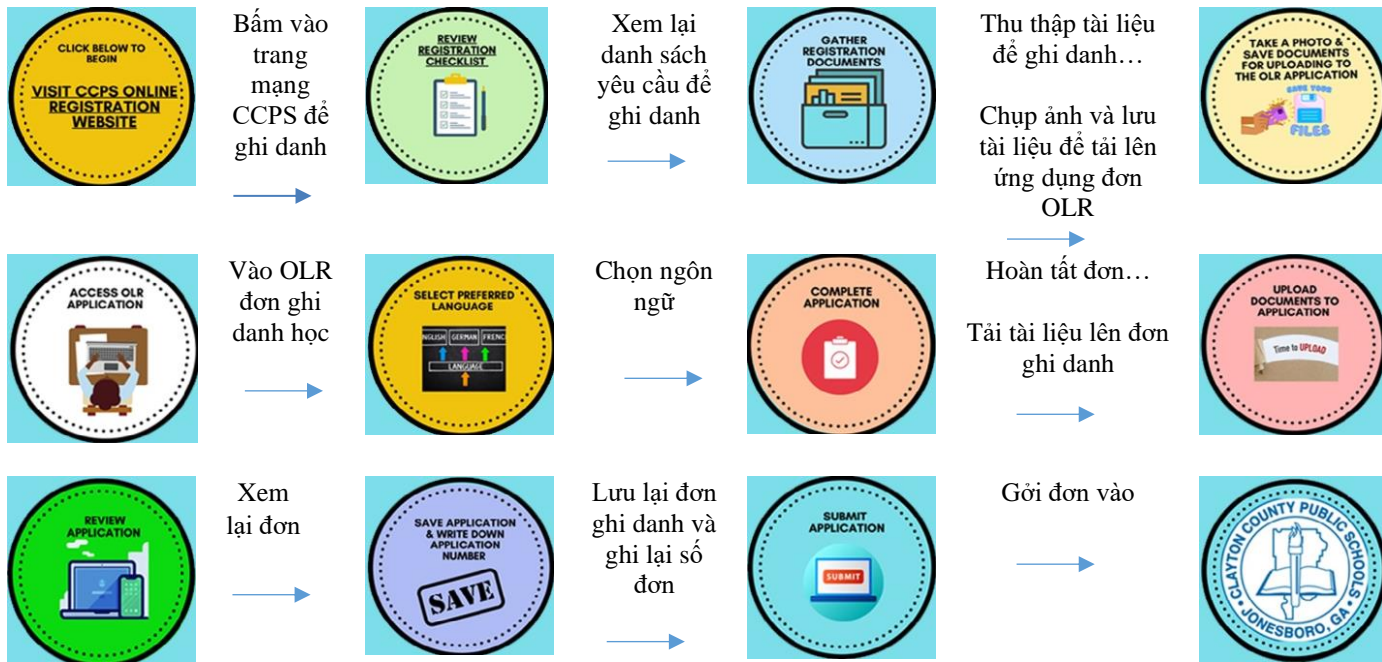 CLICK BELOW TO
BEGIN
VISIT CCPS ONLINE
REGISTRATION
WEBSITE
Bấm vào
trang
mạng
CCPS để
ghi danh
REVIEW
REGISTRATION
CHECKLIST
Xem lại
danh sách
yêu cầu để
ghi danh
GATHER
REGISTRATION
DOCUMENTS
Thu thập tài liệu
để ghi danh…
Chụp ảnh và lưu
tài liệu để tải lên
ứng dụng đơn
OLR
TAKE A PHOTO &
SAVE DOCUMENTS
FOR UPLOADING TO
THE OLR APPLICATION
SAVE YOUR
FILES
ACCESS OLR
APPLICATION
Vào OLR
đơn ghi
danh học
SELECT PREFERRED
LANGUAGE
NGLISH GERMAN FRENC
LANGUAGE
Chọn ngôn
ngữ
COMPLETE
APPLICATION
Hoàn tất đơn…
Tải tài liệu lên đơn
ghi danh
UPLOAD
DOCUMENTS TO
APPLICATION
Time to UPLOAD
REVIEW
APPLICATION
Xem
lại đơn
SAVE APPLICATION
& WRITE DOWN
APPLICATION
NUMBER
SAVE
Lưu lại đơn
ghi danh và
ghi lại số
đơn
SUBMIT
APPLICATION
SUBMIT
Gởi đơn vào
CLAYTON COUNTY PUBLIC SCHOOLS
JONESBORO, GA